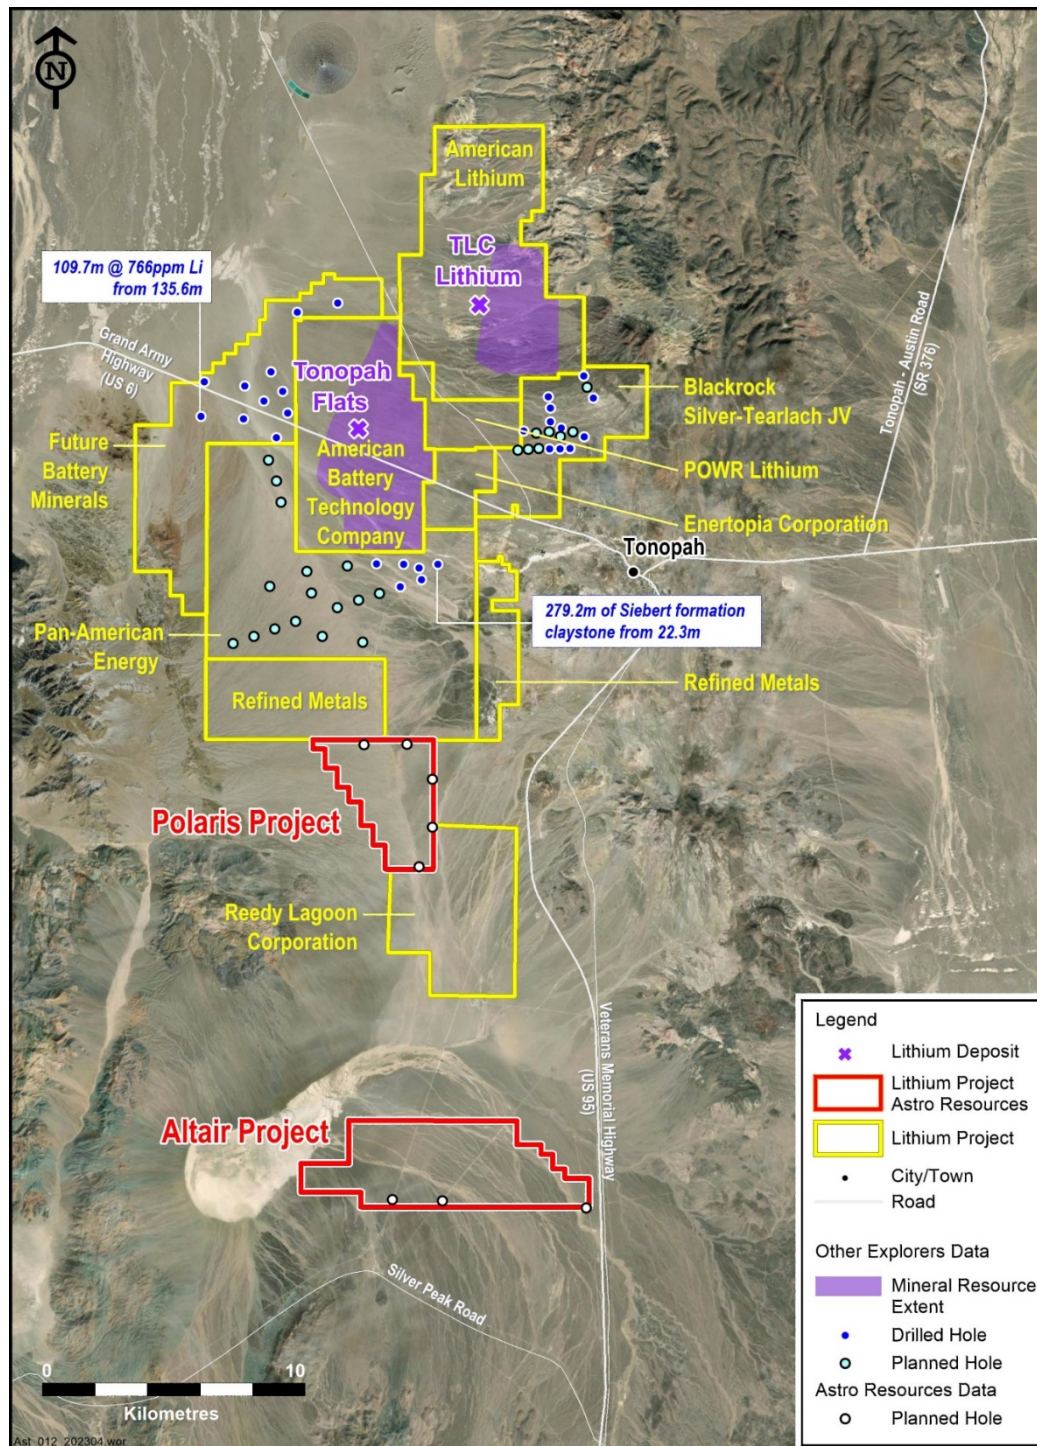 N
American
Lithium
TLC
Lithium
109.7m @ 766ppm Li
from 135.6m
Grand Army
Highway
(US 6)
Tonopah - Austin Road
(SR 376)
Tonopah
Flats
Blackrock
Silver-Tearlach JV
Future
Battery
Minerals
American
Battery
Technology
Company
POWR Lithium
Enertopia Corporation
Tonopah
279.2m of Siebert formation
claystone from 22.3m
Pan-American
Energy
Refined Metals
Refined Metals
Polaris Project
Reedy Lagoon
Corporation
Veterans Memorial Highway
(US 95)
Altair Project
Silver Peak Road
0
10
Kilometres
Ast_012_202304.wor
Legend
Lithium Deposit
Lithium Project
Astro Resources
Lithium Project
City/Town
Road
Other Explorers Data
Mineral Resource
Extent
Drilled Hole
Planned Hole
Astro Resources Data
Planned Hole